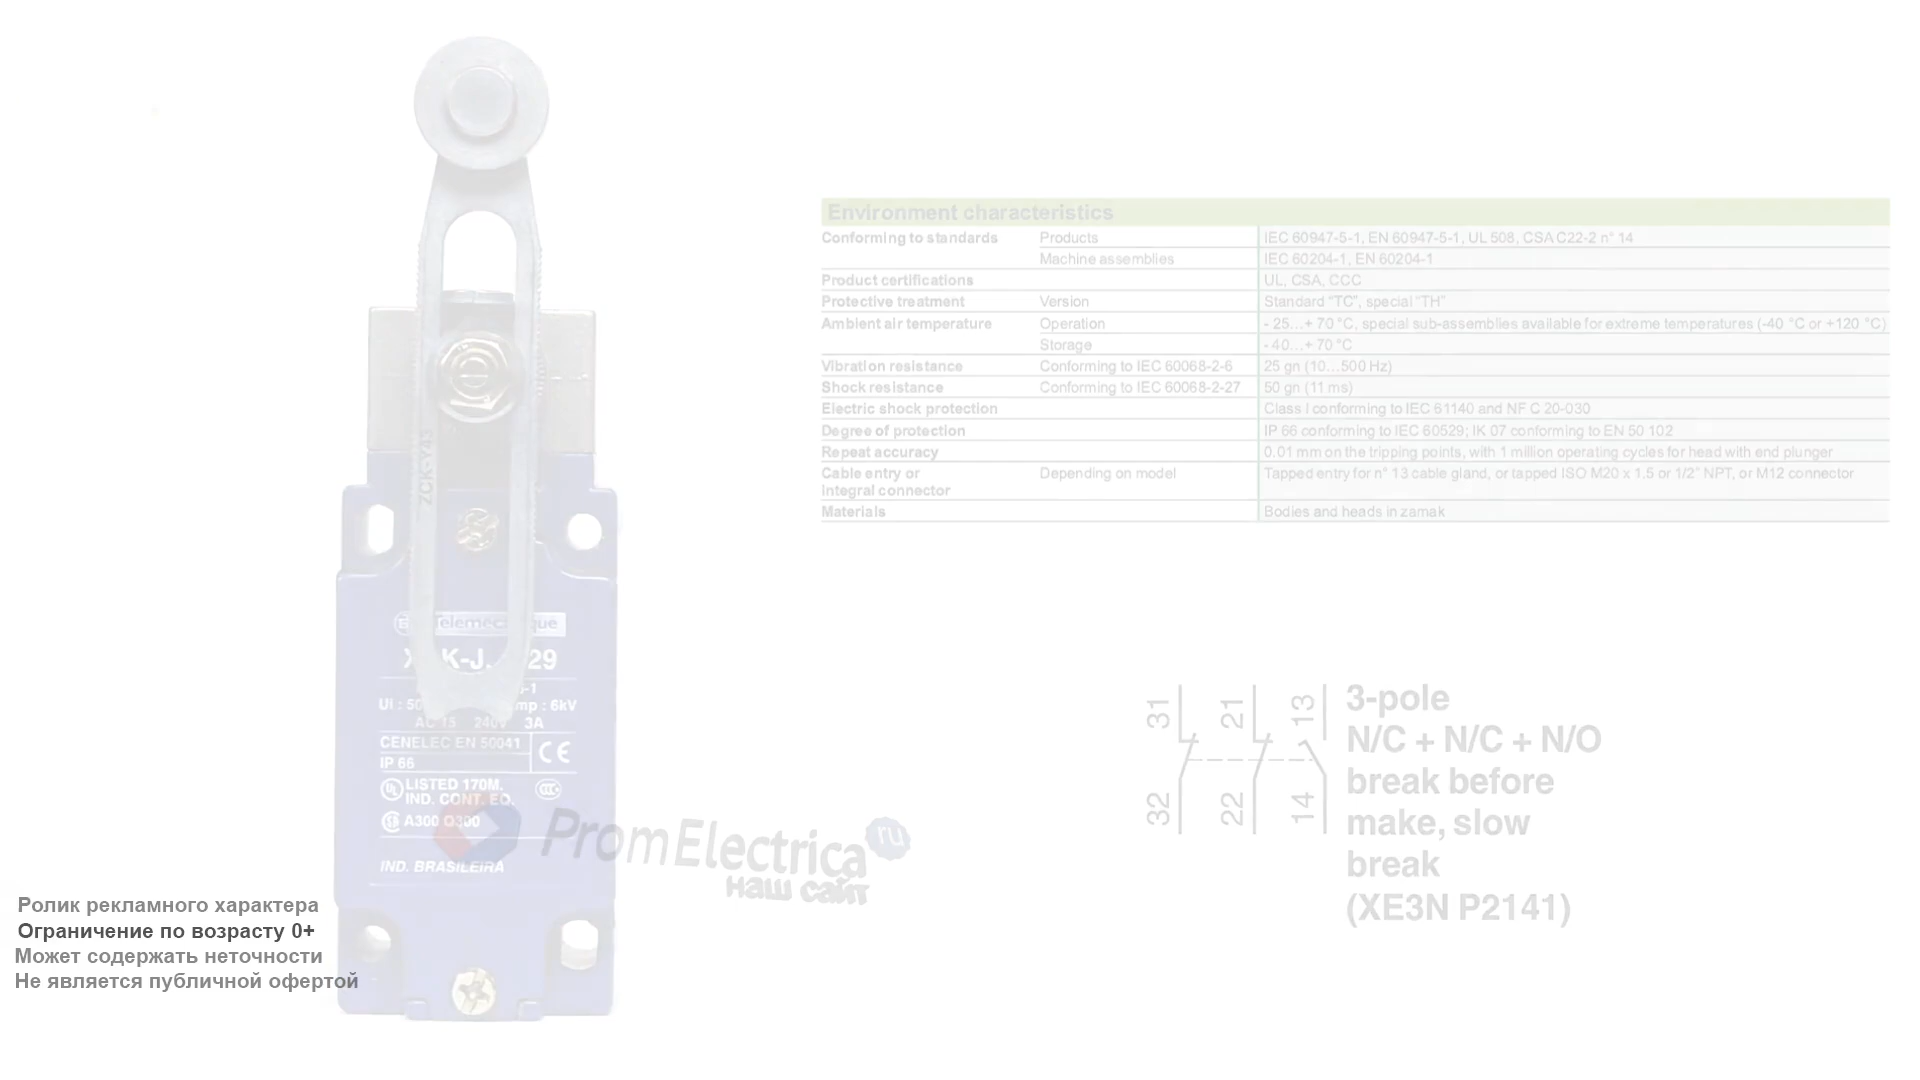 Environment characteristics
Conforming to standards Products IEC 60947-5-1, EN 60947-5-1, UL 508, CSA C22-2 n° 14
Machine assemblies IEC 60204-1, EN 60204-1
Product certifications UL, CSA, CCC
Protective treatment Version Standard “TC”, special “TH”
Ambient air temperature Operation - 25…+ 70 °C, special sub-assemblies available for extreme temperatures (-40 °C or +120 °C)
Storage - 40…+ 70 °C
Vibration resistance Conforming to IEC 60068-2-6 25 gn (10…500 Hz)
Shock resistance Conforming to IEC 60068-2-27 50 gn (11 ms)
Electric shock protection Class I conforming to IEC 61140 and NF C 20-030
Degree of protection IP 66 conforming to IEC 60529; IK 07 conforming to EN 50 102
Repeat accuracy 0.01 mm on the tripping points, with 1 million operating cycles for head with end plunger
Cable entry or Depending on model Tapped entry for n° 13 cable gland, or tapped ISO M20 x 1.5 or 1/2" NPT, or M12 connector
integral connector
Materials Bodies and heads in zamak
ZCK-Y43
29
mp : 6kV
AC 15 240V 3A
CENELEC EN 50041
CE
IP 66
UL LISTED 170M.
IND. CONT. EQ.
A300 Q300
IND. BRASILEIRA
PromElectrica ru
наш сайт
31 21 13
32 22 14
3-pole
N/C + N/C + N/O
break before
make, slow
break
(XE3N P2141)
Ролик рекламного характера
Ограничение по возрасту 0+
Может содержать неточности
Не является публичной офертой